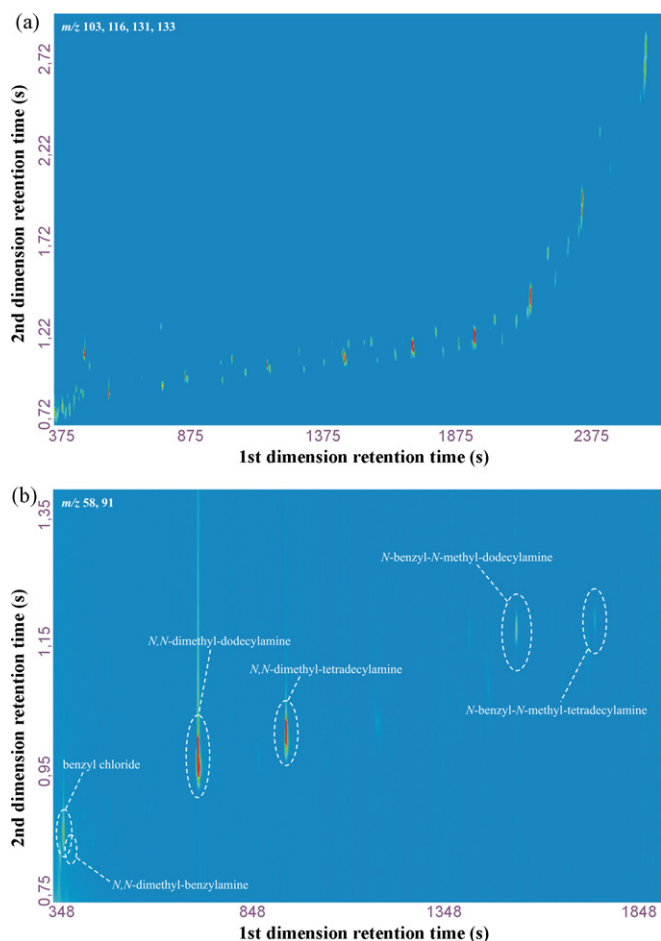 (a)
m/z 103, 116, 131, 133
2nd dimension retention time (s)
2,72
2,22
1,72
1,22
0,72
375 875 1375 1875 2375
1st dimension retention time (s)
(b)
m/z 58, 91
2nd dimension retention time (s)
1,35
1,15
0,95
0,75
N-benzyl-N-methyl-dodecylamine
N,N-dimethyl-dodecylamine
N,N-dimethyl-tetradecylamine
N-benzyl-N-methyl-tetradecylamine
benzyl chloride
N,N-dimethyl-benzylamine
348 848 1348 1848
1st dimension retention time (s)